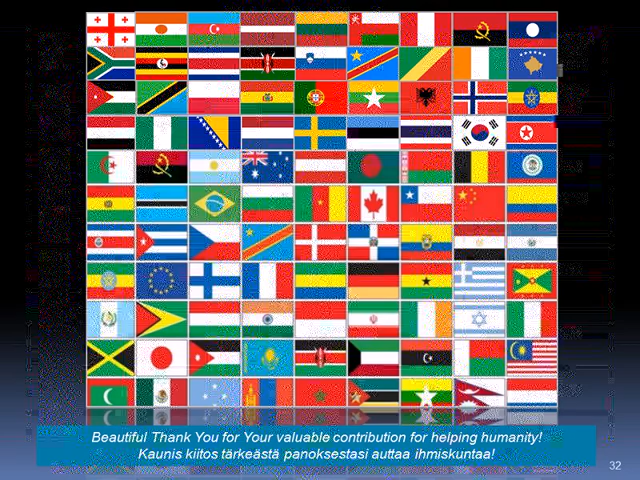 Beautiful Thank You for Your valuable contribution for helping humanity!
Kaunis kiitos tärkeästä panoksestasi auttaa ihmiskuntaa!
32